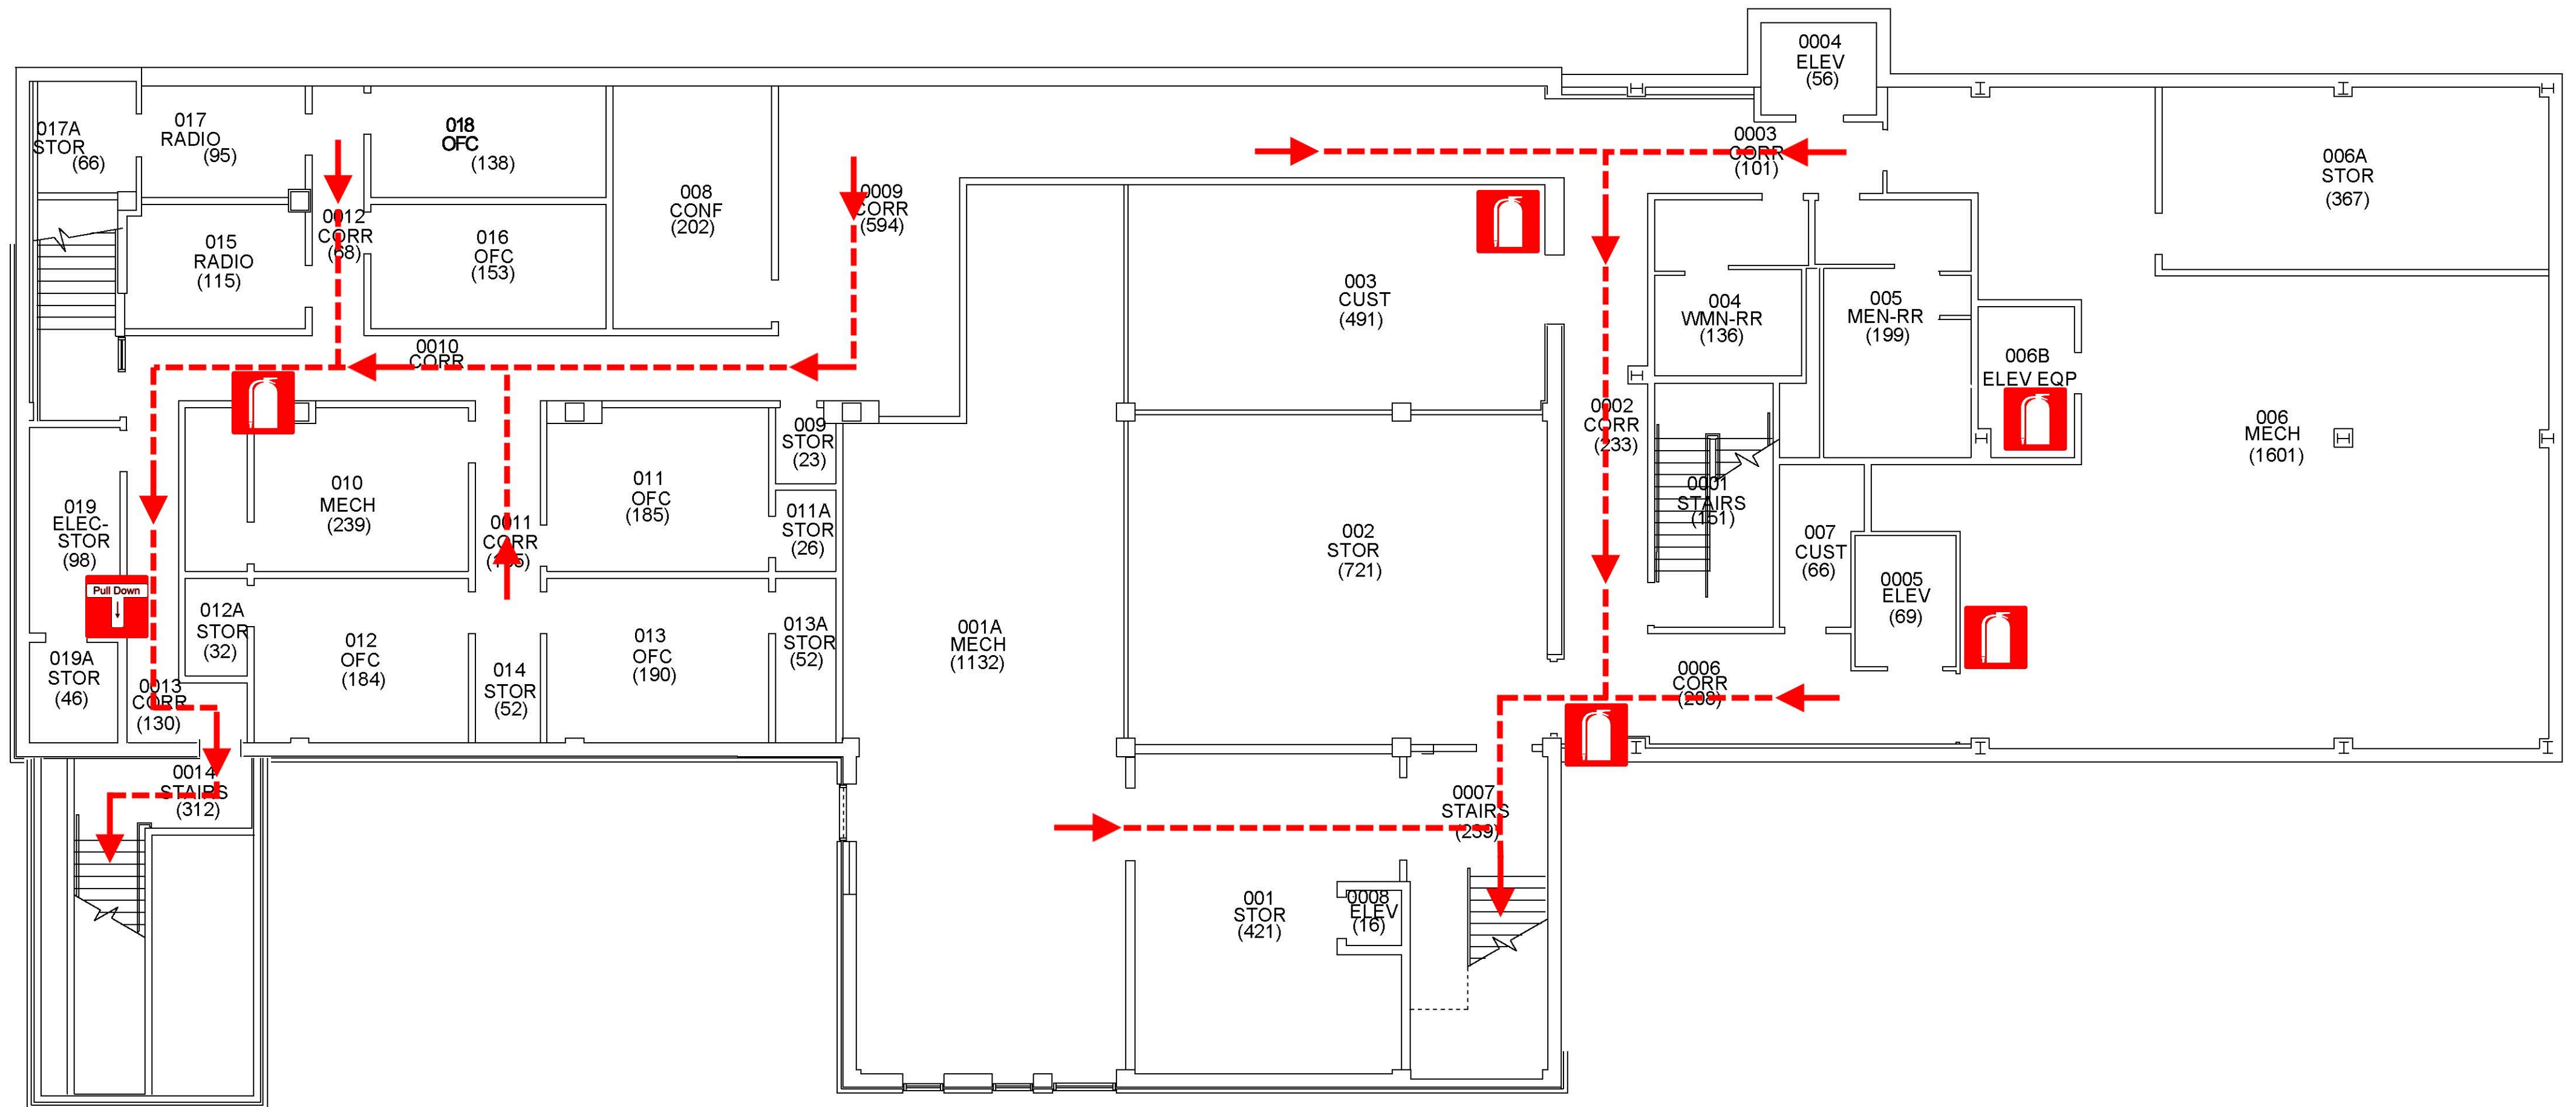 0004
ELEV
(56)
017A
STOR
(66)
017
RADIO
(95)
018
OFC
(138)
0003
CORR
(101)
006A
STOR
(367)
008
CONF
(202)
0009
CORR
(594)
0012
CORR
(68)
015
RADIO
(115)
016
OFC
(153)
003
CUST
(491)
004
WMN-RR
(136)
005
MEN-RR
(199)
006B
ELEV EQP
0010
CORR
0002
CORR
(233)
006
MECH
(1601)
009
STOR
(23)
010
MECH
(239)
011
OFC
(185)
011A
STOR
(26)
0011
CORR
019
ELEC-
STOR
(98)
0001
STAIRS
(151)
002
STOR
(721)
007
CUST
(66)
0005
ELEV
(69)
Pull Down
012A
STOR
(32)
012
OFC
(184)
013
OFC
(190)
013A
STOR
(52)
014
STOR
(52)
001A
MECH
(1132)
019A
STOR
(46)
0013
CORR
(130)
0006
CORR
0014
STAIRS
(312)
0007
STAIRS
(259)
001
STOR
(421)
0008
ELEV
(16)